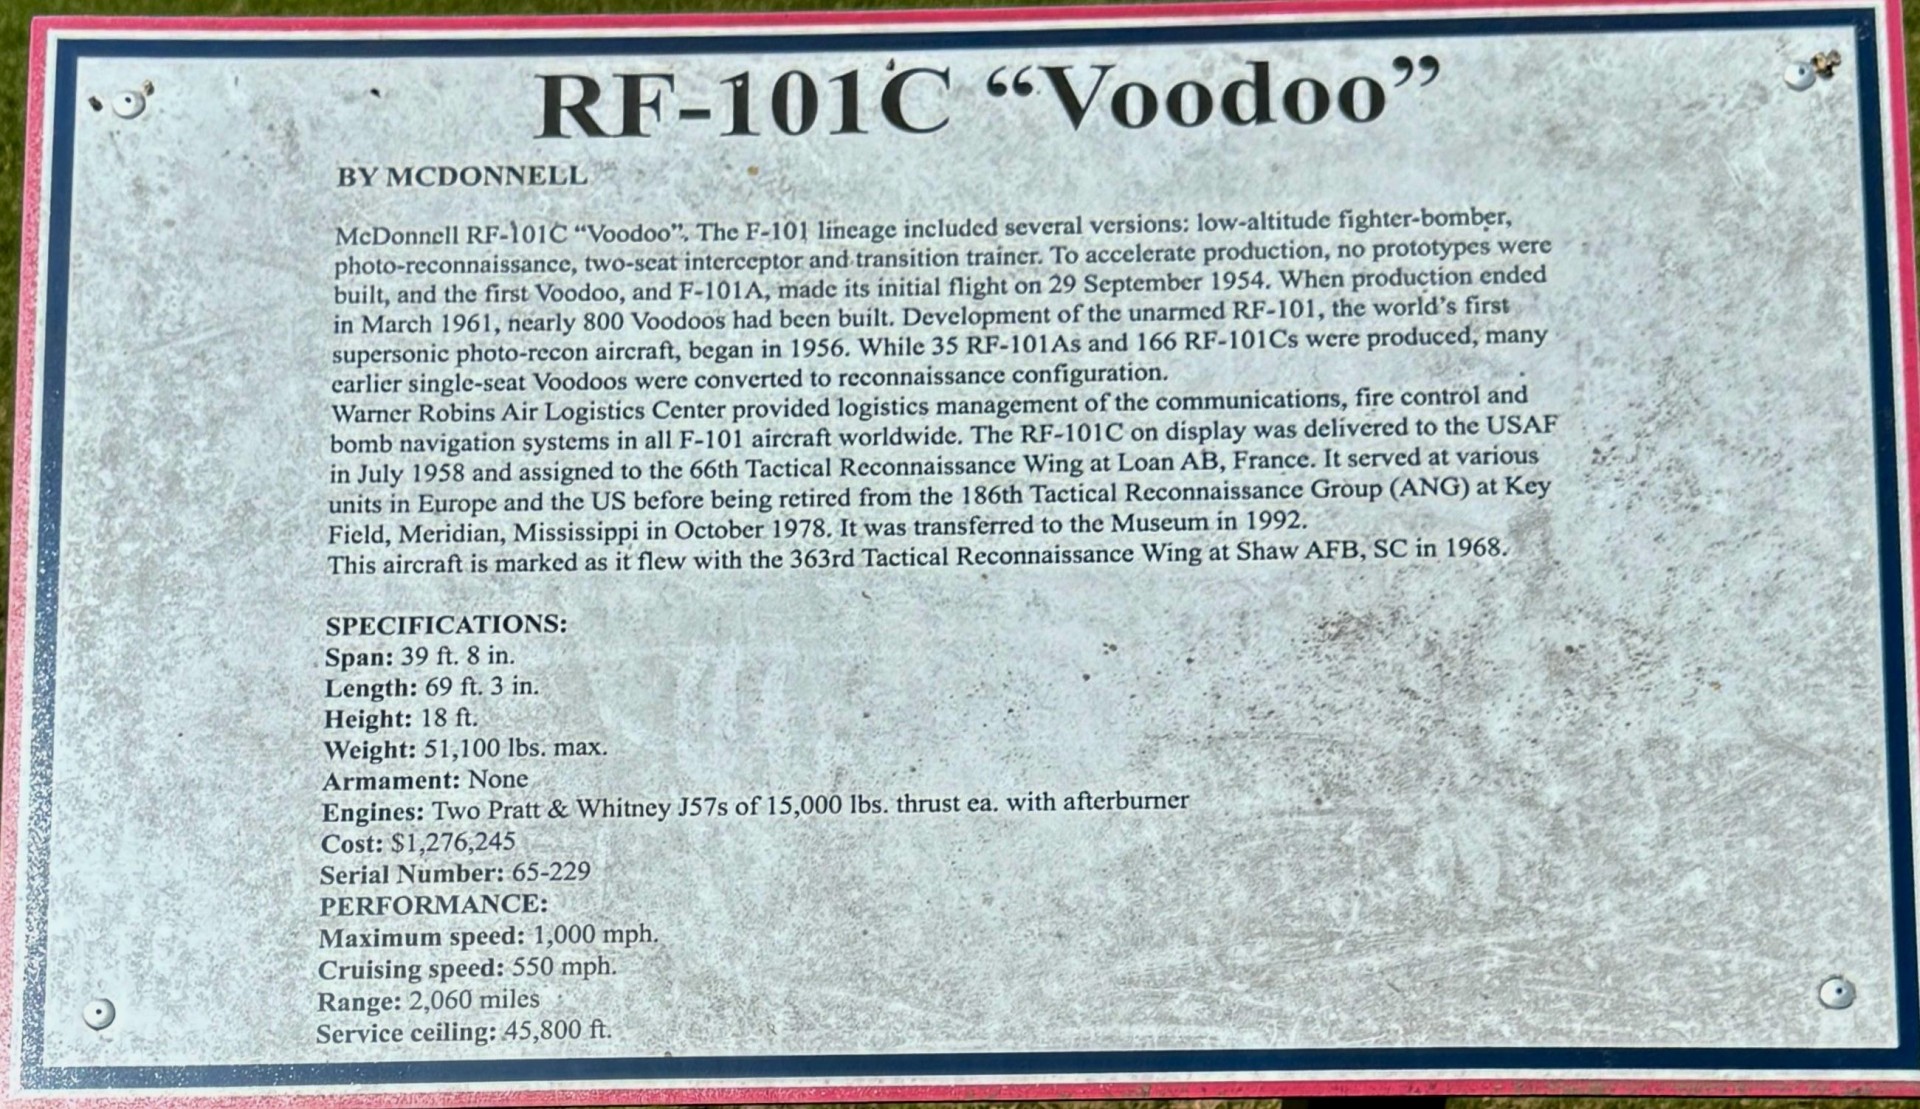 RF-101C “Voodoo”
BY MCDONNELL
McDonnell RF-101C “Voodoo”. The F-101 lineage included several versions: low-altitude fighter-bomber,
photo-reconnaissance, two-seat interceptor and transition trainer. To accelerate production, no prototypes were
built, and the first Voodoo, and F-101A, made its initial flight on 29 September 1954. When production ended
in March 1961, nearly 800 Voodoos had been built. Development of the unarmed RF-101, the world’s first
supersonic photo-recon aircraft, began in 1956. While 35 RF-101As and 166 RF-101Cs were produced, many
earlier single-seat Voodoos were converted to reconnaissance configuration.
Warner Robins Air Logistics Center provided logistics management of the communications, fire control and
bomb navigation systems in all F-101 aircraft worldwide. The RF-101C on display was delivered to the USAF
in July 1958 and assigned to the 66th Tactical Reconnaissance Wing at Loan AB, France. It served at various
units in Europe and the US before being retired from the 186th Tactical Reconnaissance Group (ANG) at Key
Field, Meridian, Mississippi in October 1978. It was transferred to the Museum in 1992.
This aircraft is marked as it flew with the 363rd Tactical Reconnaissance Wing at Shaw AFB, SC in 1968.
SPECIFICATIONS:
Span: 39 ft. 8 in.
Length: 69 ft. 3 in.
Height: 18 ft.
Weight: 51,100 lbs. max.
Armament: None
Engines: Two Pratt & Whitney J57s of 15,000 lbs. thrust ea. with afterburner
Cost: $1,276,245
Serial Number: 65-229
PERFORMANCE:
Maximum speed: 1,000 mph.
Cruising speed: 550 mph.
Range: 2,060 miles
Service ceiling: 45,800 ft.